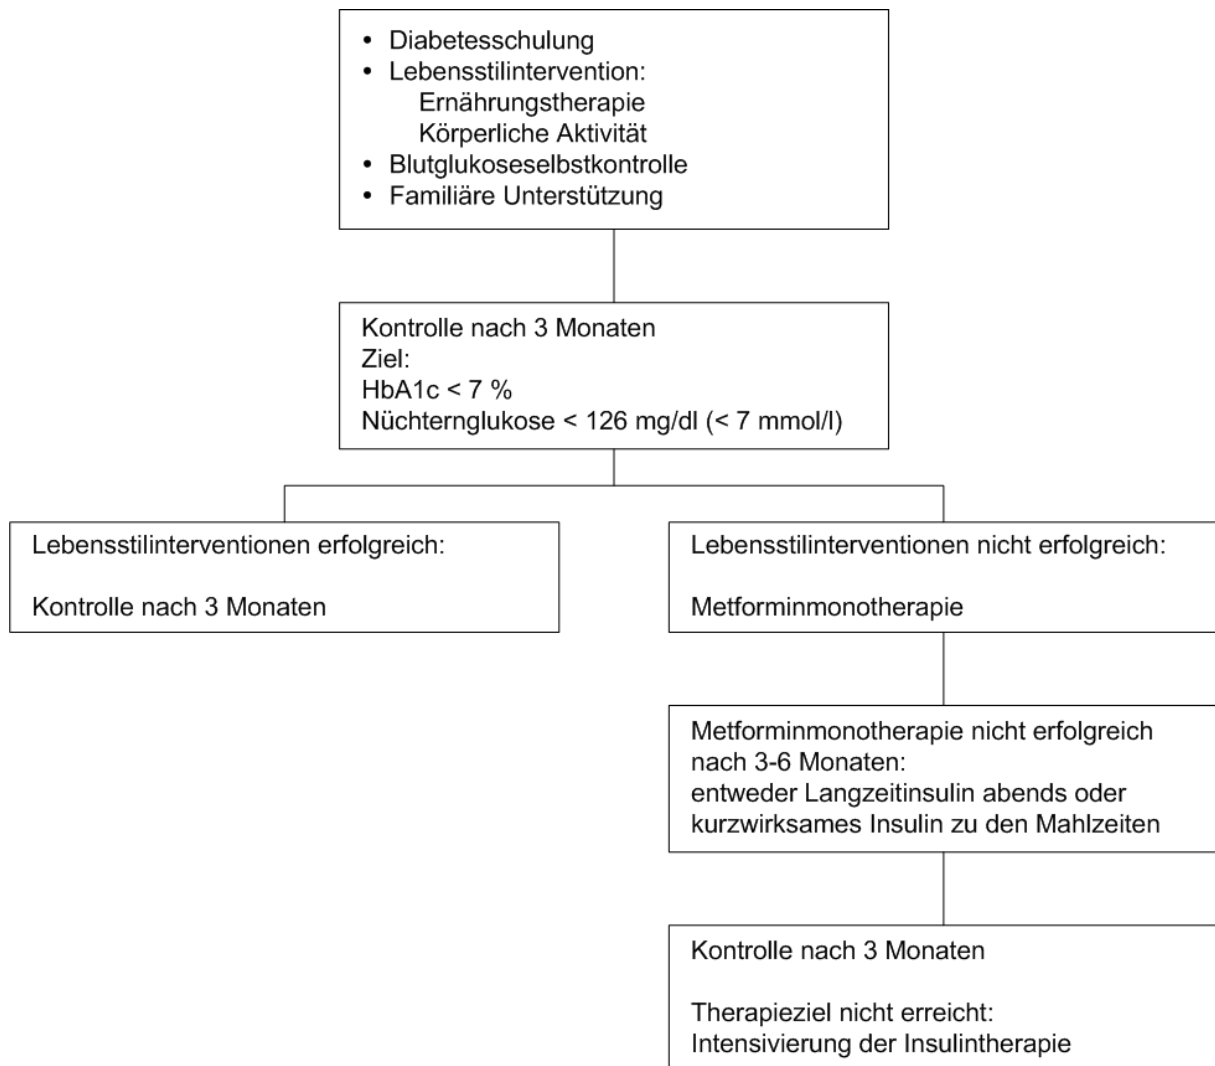 • Diabetesschulung
• Lebensstilintervention:
Ernährungstherapie
Körperliche Aktivität
• Blutglukoseselbstkontrolle
• Familiäre Unterstützung
Kontrolle nach 3 Monaten
Ziel:
HbA1c < 7 %
Nüchternglukose < 126 mg/dl (< 7 mmol/l)
Lebensstilinterventionen erfolgreich:
Kontrolle nach 3 Monaten
Lebensstilinterventionen nicht erfolgreich:
Metforminmonotherapie
Metforminmonotherapie nicht erfolgreich
nach 3-6 Monaten:
entweder Langzeitinsulin abends oder
kurzwirksames Insulin zu den Mahlzeiten
Kontrolle nach 3 Monaten
Therapieziel nicht erreicht:
Intensivierung der Insulintherapie